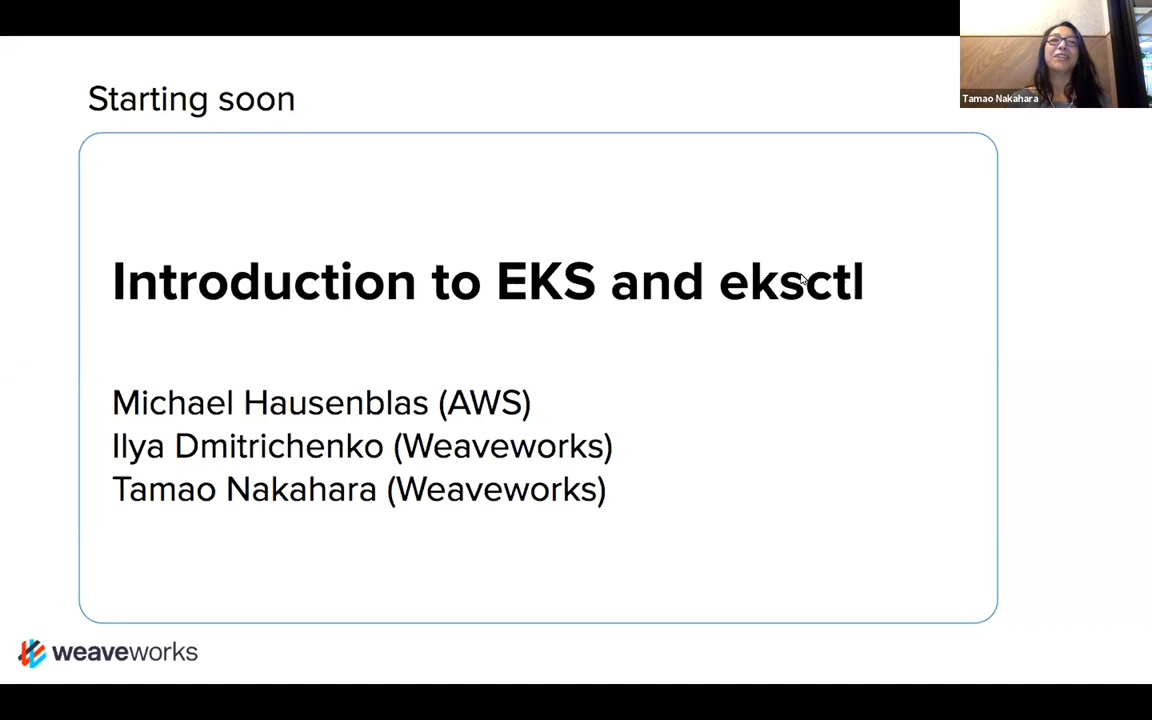 Starting soon
Tamao Nakahara
Introduction to EKS and eksctl
Michael Hausenblas (AWS)
Ilya Dmitrichenko (Weaveworks)
Tamao Nakahara (Weaveworks)
weaveworks